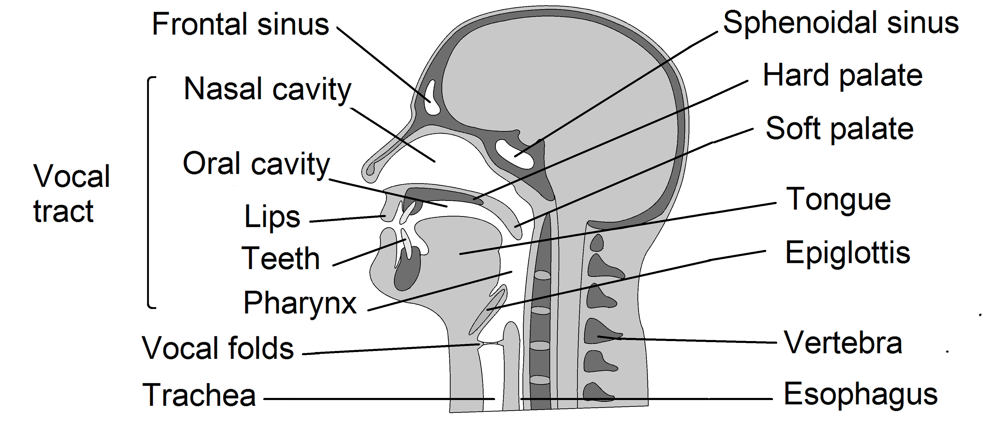 Frontal sinus
Nasal cavity
Oral cavity
Vocal
tract
Lips
Teeth
Pharynx
Vocal folds
Trachea
Sphenoidal sinus
Hard palate
Soft palate
Tongue
Epiglottis
Vertebra
Esophagus